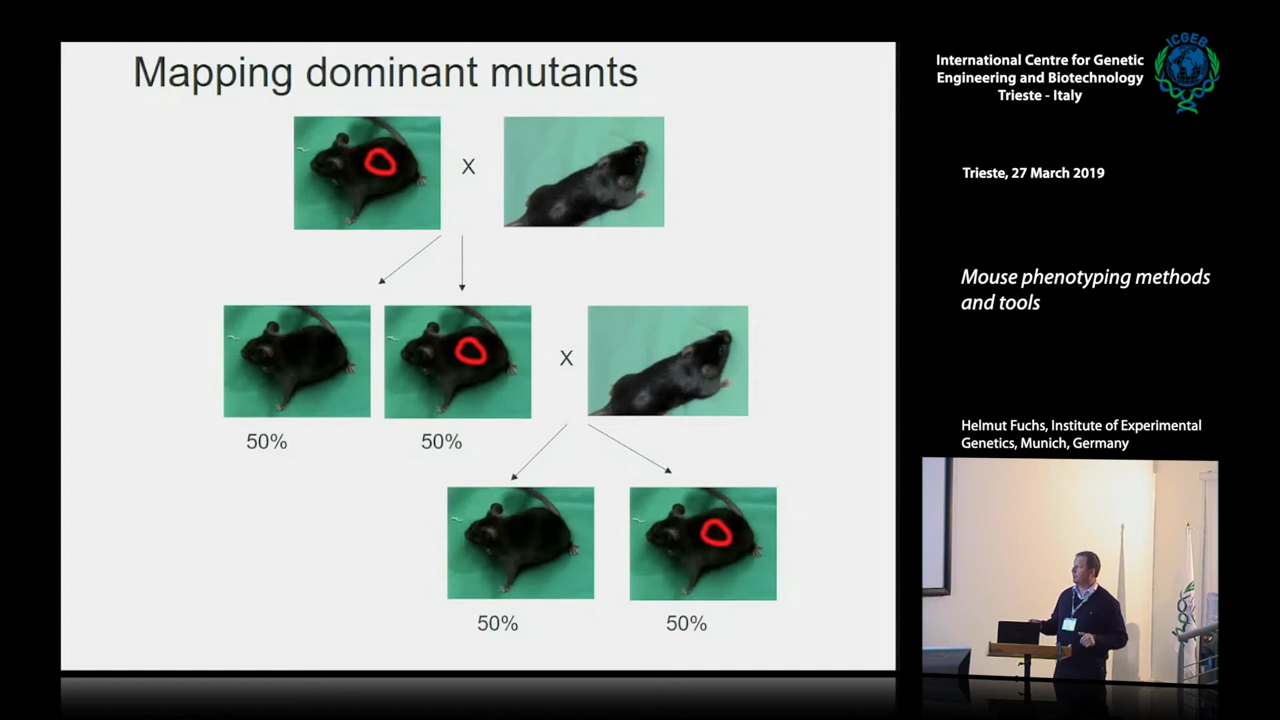 Mapping dominant mutants
X
50%
50%
X
50%
50%
ICGEB
International Centre for Genetic
Engineering and Biotechnology
Trieste - Italy
Trieste, 27 March 2019
Mouse phenotyping methods
and tools
Helmut Fuchs, Institute of Experimental
Genetics, Munich, Germany